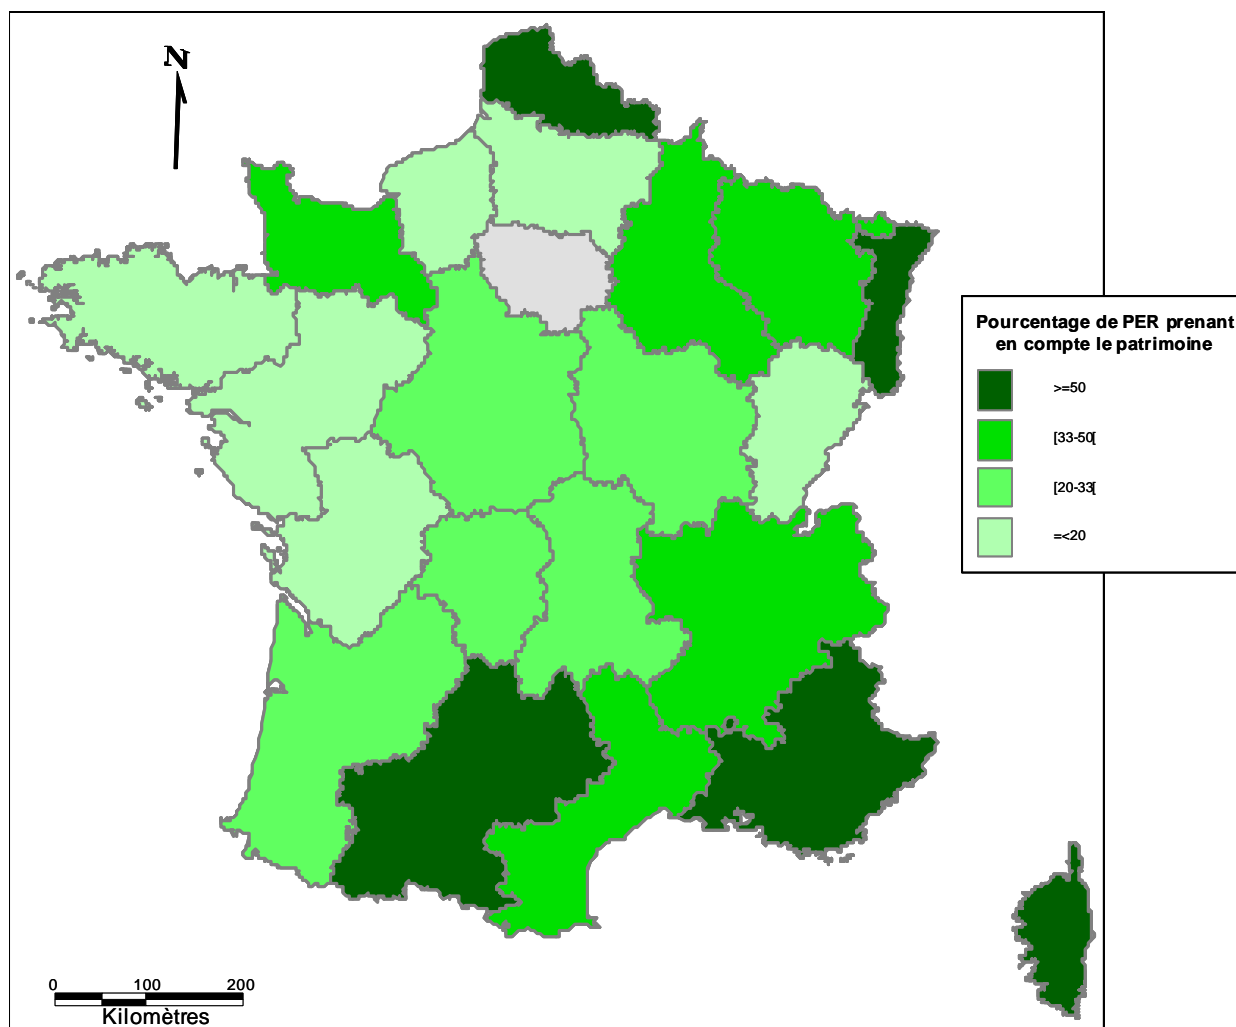 N
Pourcentage de PER prenant
en compte le patrimoine
>=50
[33-50[
[20-33[
=<20
0 100 200
Kilomètres